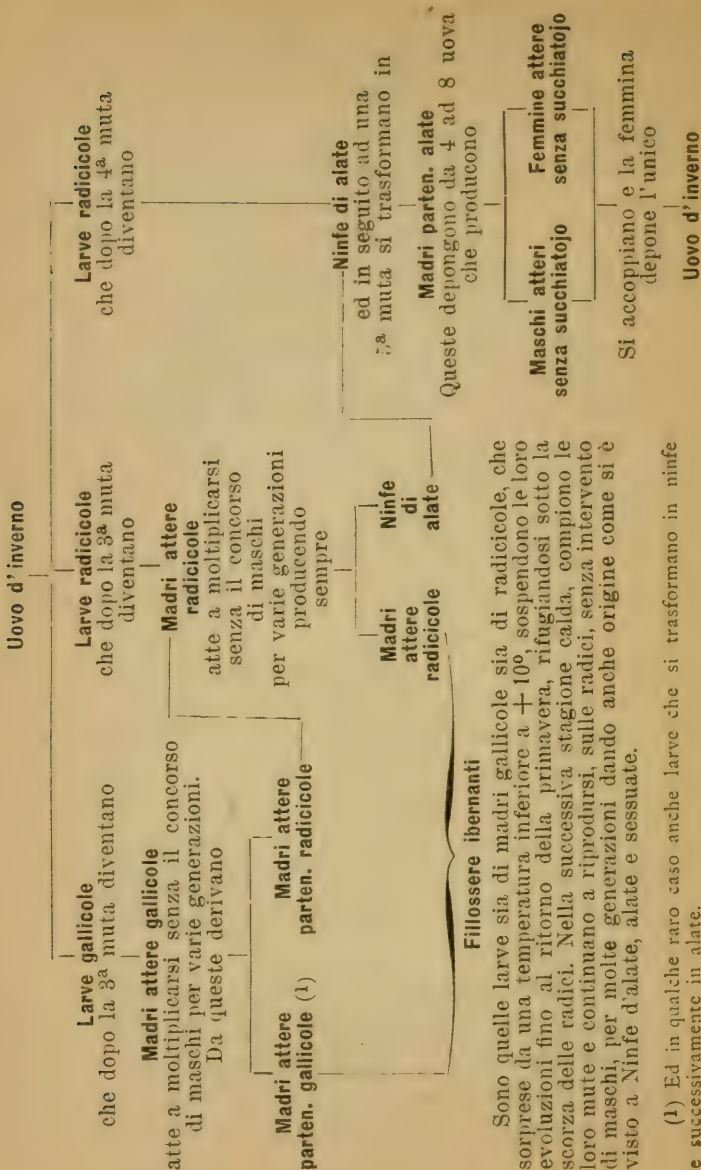 Uovo d'inverno
Larve gallicole
che dopo la 3ª muta diventano
Madri attere gallicole
atte a moltiplicarsi senza il concorso
di maschi per varie generazioni.
Da queste derivano
Madri attere
parten. gallicole (1)
Madri attere
parten. radicicole
Larve radicicole
che dopo la 3ª muta
diventano
Madri attere
radicicole
atte a moltiplicarsi
senza il concorso
di maschi
per varie generazioni
producendo
sempre
Madri
attere
radicicole
Ninfe
di
alate
Larve radicicole
che dopo la 4ª muta
diventano
Ninfe di alate
ed in seguito ad una
muta si trasformano in
Madri parten. alate
Queste depongono da 4 ad 8 uova
che producono
Maschi atteri
senza succhiatojo
Femmine attere
senza succhiatojo
Si accoppiano e la femmina
depone l'unico
Uovo d'inverno
Fillossere ibernanti
Sono quelle larve sia di madri gallicole sia di radicicole, che
sorprese da una temperatura inferiore a + 10º, sospendono le loro
evoluzioni fino al ritorno della primavera, rifugiandosi sotto la
scorza delle radici. Nella successiva stagione calda, compiono le
loro mute e continuano a riprodursi, sulle radici, senza intervento
di maschi, per molte generazioni dando anche origine come si è
visto a Ninfe d'alate, alate e sessuate.
(1) Ed in qualche raro caso anche larve che si trasformano in ninfe
e successivamente in alate.